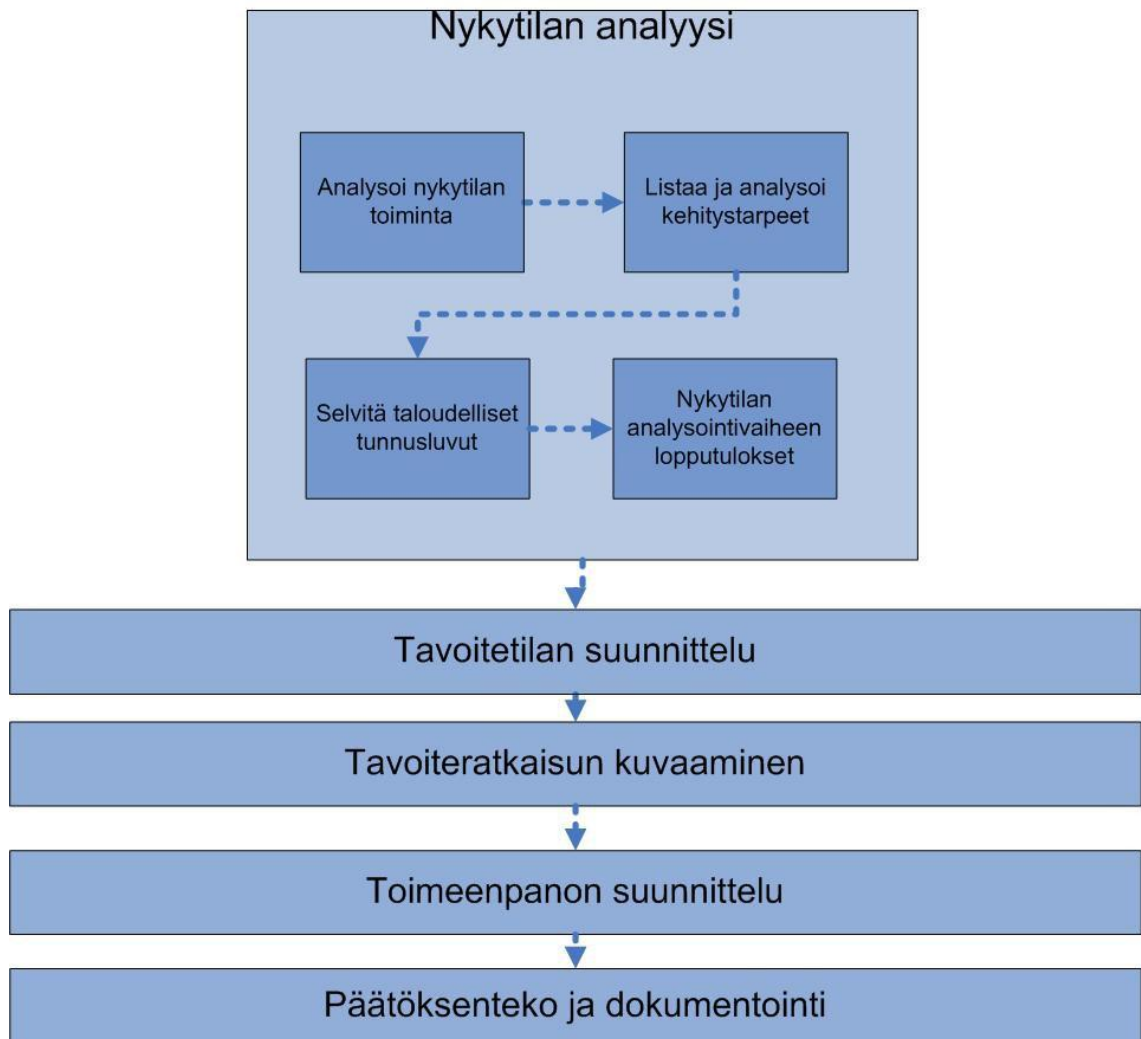 Nykytilan analyysi
Analysoi nykytilan
toiminta
Listaa ja analysoi
kehitystarpeet
Selvitä taloudelliset
tunnusluvut
Nykytilan
analysointivaiheen
lopputulokset
Tavoitetilan suunnittelu
Tavoiteratkaisun kuvaaminen
Toimeenpanon suunnittelu
Päätöksenteko ja dokumentointi